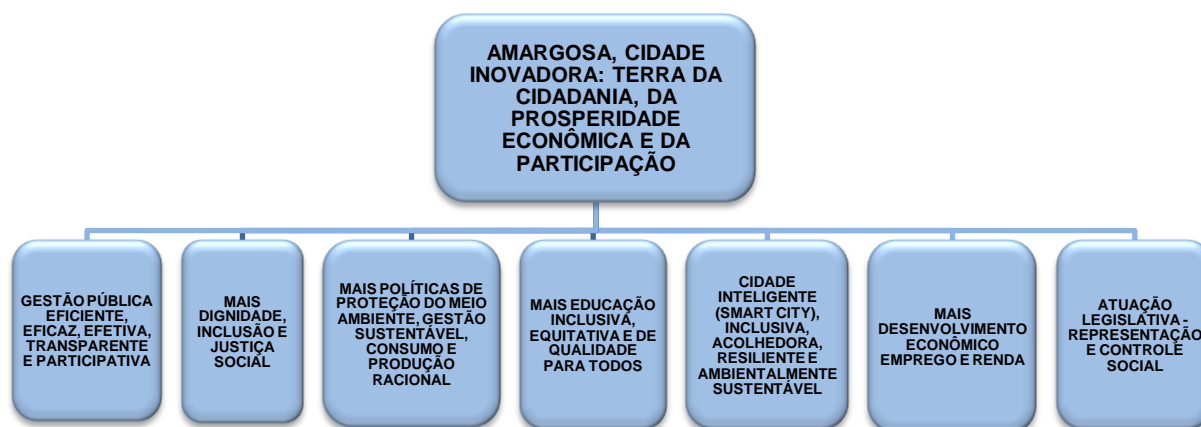 AMARGOSA, CIDADE
INOVADORA: TERRA DA
CIDADANIA, DA
PROSPERIDADE
ECONÔMICA E DA
PARTICIPAÇÃO
GESTÃO PÚBLICA
EFICIENTE,
EFICAZ, EFETIVA,
TRANSPARENTE
E PARTICIPATIVA
MAIS
DIGNIDADE,
INCLUSÃO E
JUSTIÇA
SOCIAL
MAIS POLÍTICAS DE
PROTEÇÃO DO MEIO
AMBIENTE, GESTÃO
SUSTENTÁVEL,
CONSUMO E
PRODUÇÃO
RACIONAL
MAIS EDUCAÇÃO
INCLUSIVA,
EQUITATIVA E DE
QUALIDADE
PARA TODOS
CIDADE
INTELIGENTE
(SMART CITY),
INCLUSIVA,
ACOLHEDORA,
RESILIENTE E
AMBIENTALMENTE
SUSTENTÁVEL
MAIS
DESENVOLVIMENTO
ECONÔMICO
EMPREGO E RENDA
ATUAÇÃO
LEGISLATIVA -
REPRESENTAÇÃO
E CONTROLE
SOCIAL